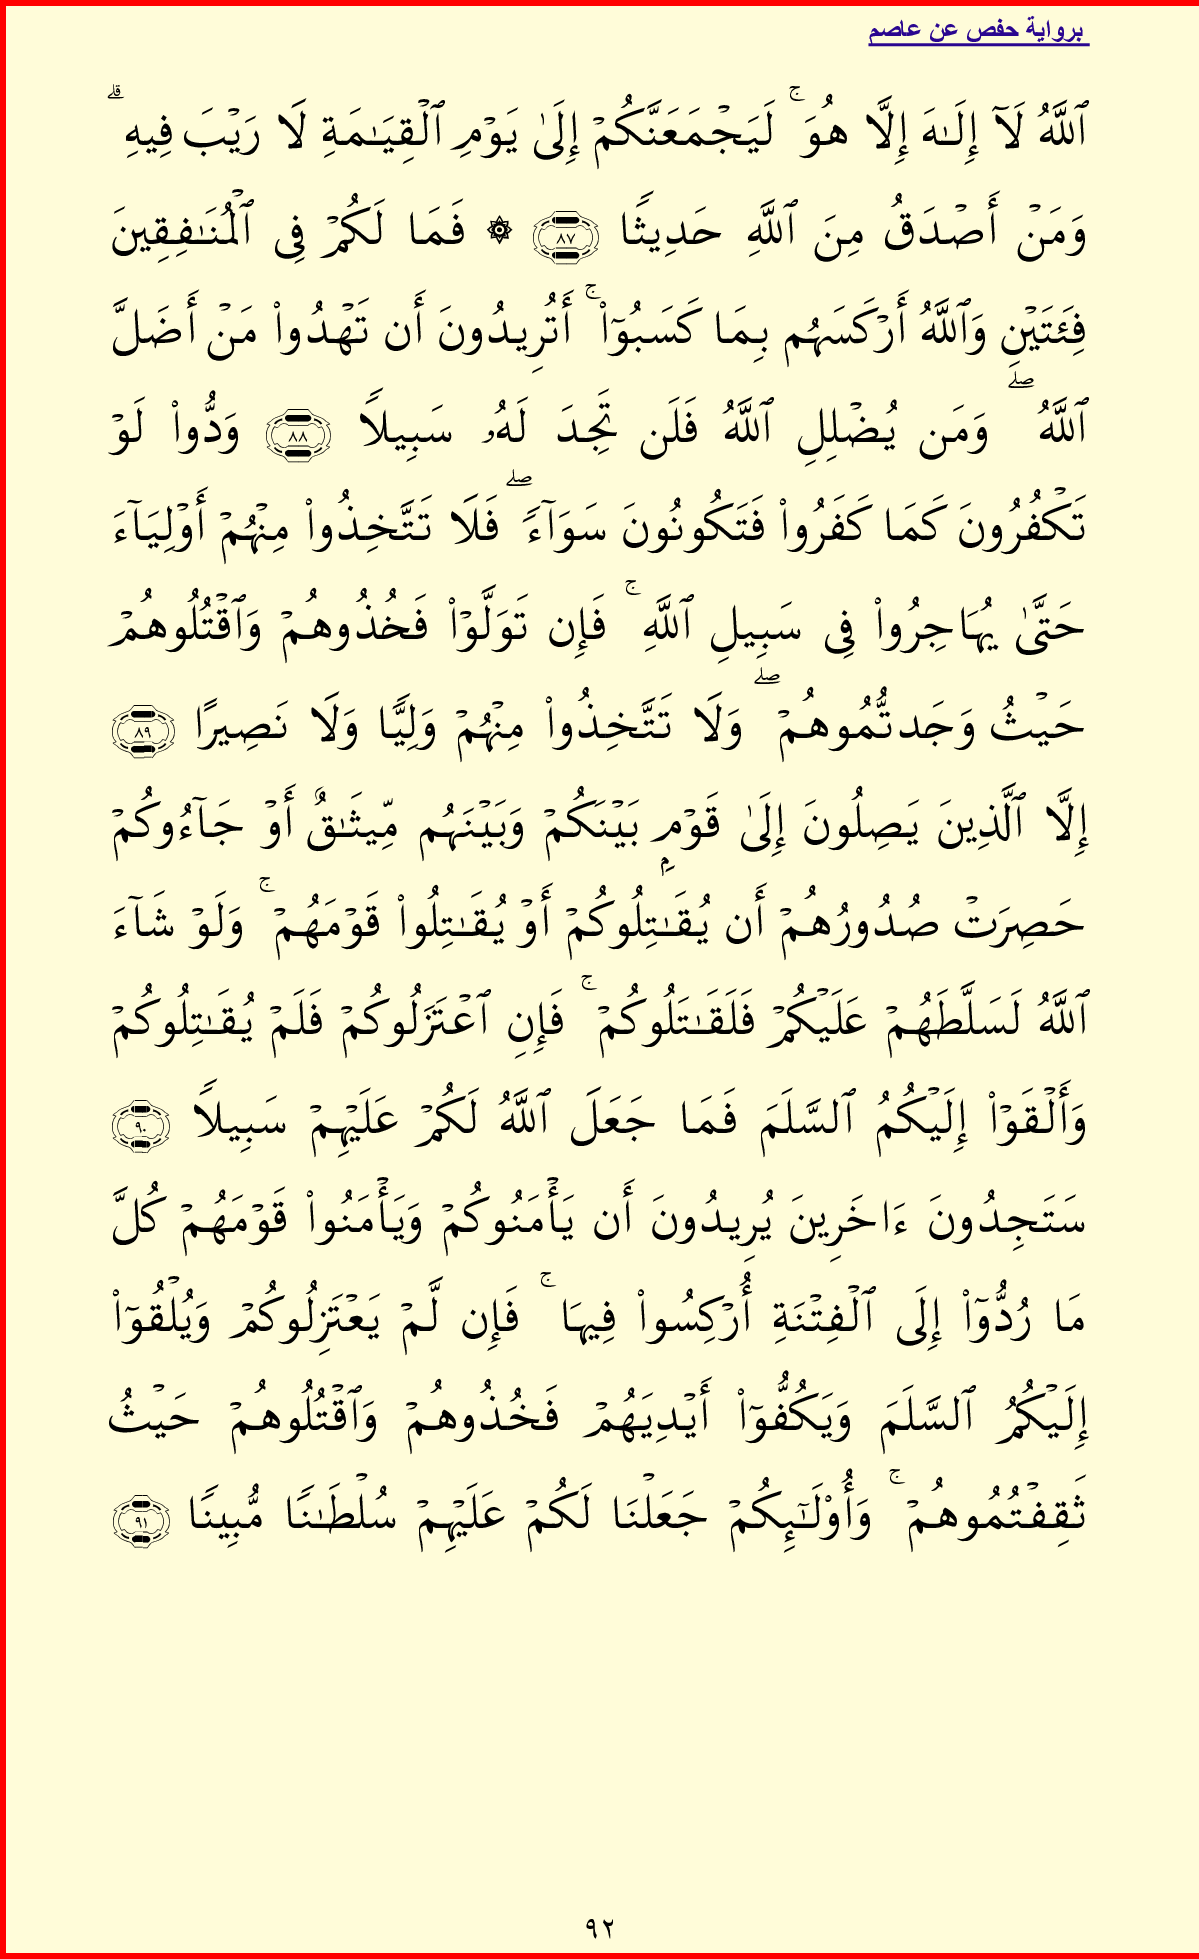 برواية حفص عن عاصم
ٱللَّهُ لَآ إِلَـٰهَ إِلَّا هُوَ ۚ لَيَجْمَعَنَّكُمْ إِلَىٰ يَوْمِ ٱلْقِيَـٰمَةِ لَا رَيْبَ فِيهِ ۗ
وَمَنْ أَصْدَقُ مِنَ ٱللَّهِ حَدِيثًا ٨٧ ۞ فَمَا لَكُمْ فِى ٱلْمُنَـٰفِقِينَ
فِئَتَيْنِ وَٱللَّهُ أَرْكَسَهُم بِمَا كَسَبُوٓا۟ ۚ أَتُرِيدُونَ أَن تَهْدُوا۟ مَنْ أَضَلَّ
ٱللَّهُ ۖ وَمَن يُضْلِلِ ٱللَّهُ فَلَن تَجِدَ لَهُۥ سَبِيلًا ٨٨ وَدُّوا۟ لَوْ
تَكْفُرُونَ كَمَا كَفَرُوا۟ فَتَكُونُونَ سَوَآءً ۖ فَلَا تَتَّخِذُوا۟ مِنْهُمْ أَوْلِيَآءَ
حَتَّىٰ يُهَاجِرُوا۟ فِى سَبِيلِ ٱللَّهِ ۚ فَإِن تَوَلَّوْا۟ فَخُذُوهُمْ وَٱقْتُلُوهُمْ
حَيْثُ وَجَدتُّمُوهُمْ ۖ وَلَا تَتَّخِذُوا۟ مِنْهُمْ وَلِيًّا وَلَا نَصِيرًا ٨٩
إِلَّا ٱلَّذِينَ يَصِلُونَ إِلَىٰ قَوْمٍۭ بَيْنَكُمْ وَبَيْنَهُم مِّيثَـٰقٌ أَوْ جَآءُوكُمْ
حَصِرَتْ صُدُورُهُمْ أَن يُقَـٰتِلُوكُمْ أَوْ يُقَـٰتِلُوا۟ قَوْمَهُمْ ۚ وَلَوْ شَآءَ
ٱللَّهُ لَسَلَّطَهُمْ عَلَيْكُمْ فَلَقَـٰتَلُوكُمْ ۚ فَإِنِ ٱعْتَزَلُوكُمْ فَلَمْ يُقَـٰتِلُوكُمْ
وَأَلْقَوْا۟ إِلَيْكُمُ ٱلسَّلَمَ فَمَا جَعَلَ ٱللَّهُ لَكُمْ عَلَيْهِمْ سَبِيلًا ٩٠
سَتَجِدُونَ ءَاخَرِينَ يُرِيدُونَ أَن يَأْمَنُوكُمْ وَيَأْمَنُوا۟ قَوْمَهُمْ كُلَّ
مَا رُدُّوٓا۟ إِلَى ٱلْفِتْنَةِ أُرْكِسُوا۟ فِيهَا ۚ فَإِن لَّمْ يَعْتَزِلُوكُمْ وَيُلْقُوٓا۟
إِلَيْكُمُ ٱلسَّلَمَ وَيَكُفُّوٓا۟ أَيْدِيَهُمْ فَخُذُوهُمْ وَٱقْتُلُوهُمْ حَيْثُ
ثَقِفْتُمُوهُمْ ۚ وَأُو۟لَـٰٓئِكُمْ جَعَلْنَا لَكُمْ عَلَيْهِمْ سُلْطَـٰنًا مُّبِينًا ٩١
٩٢